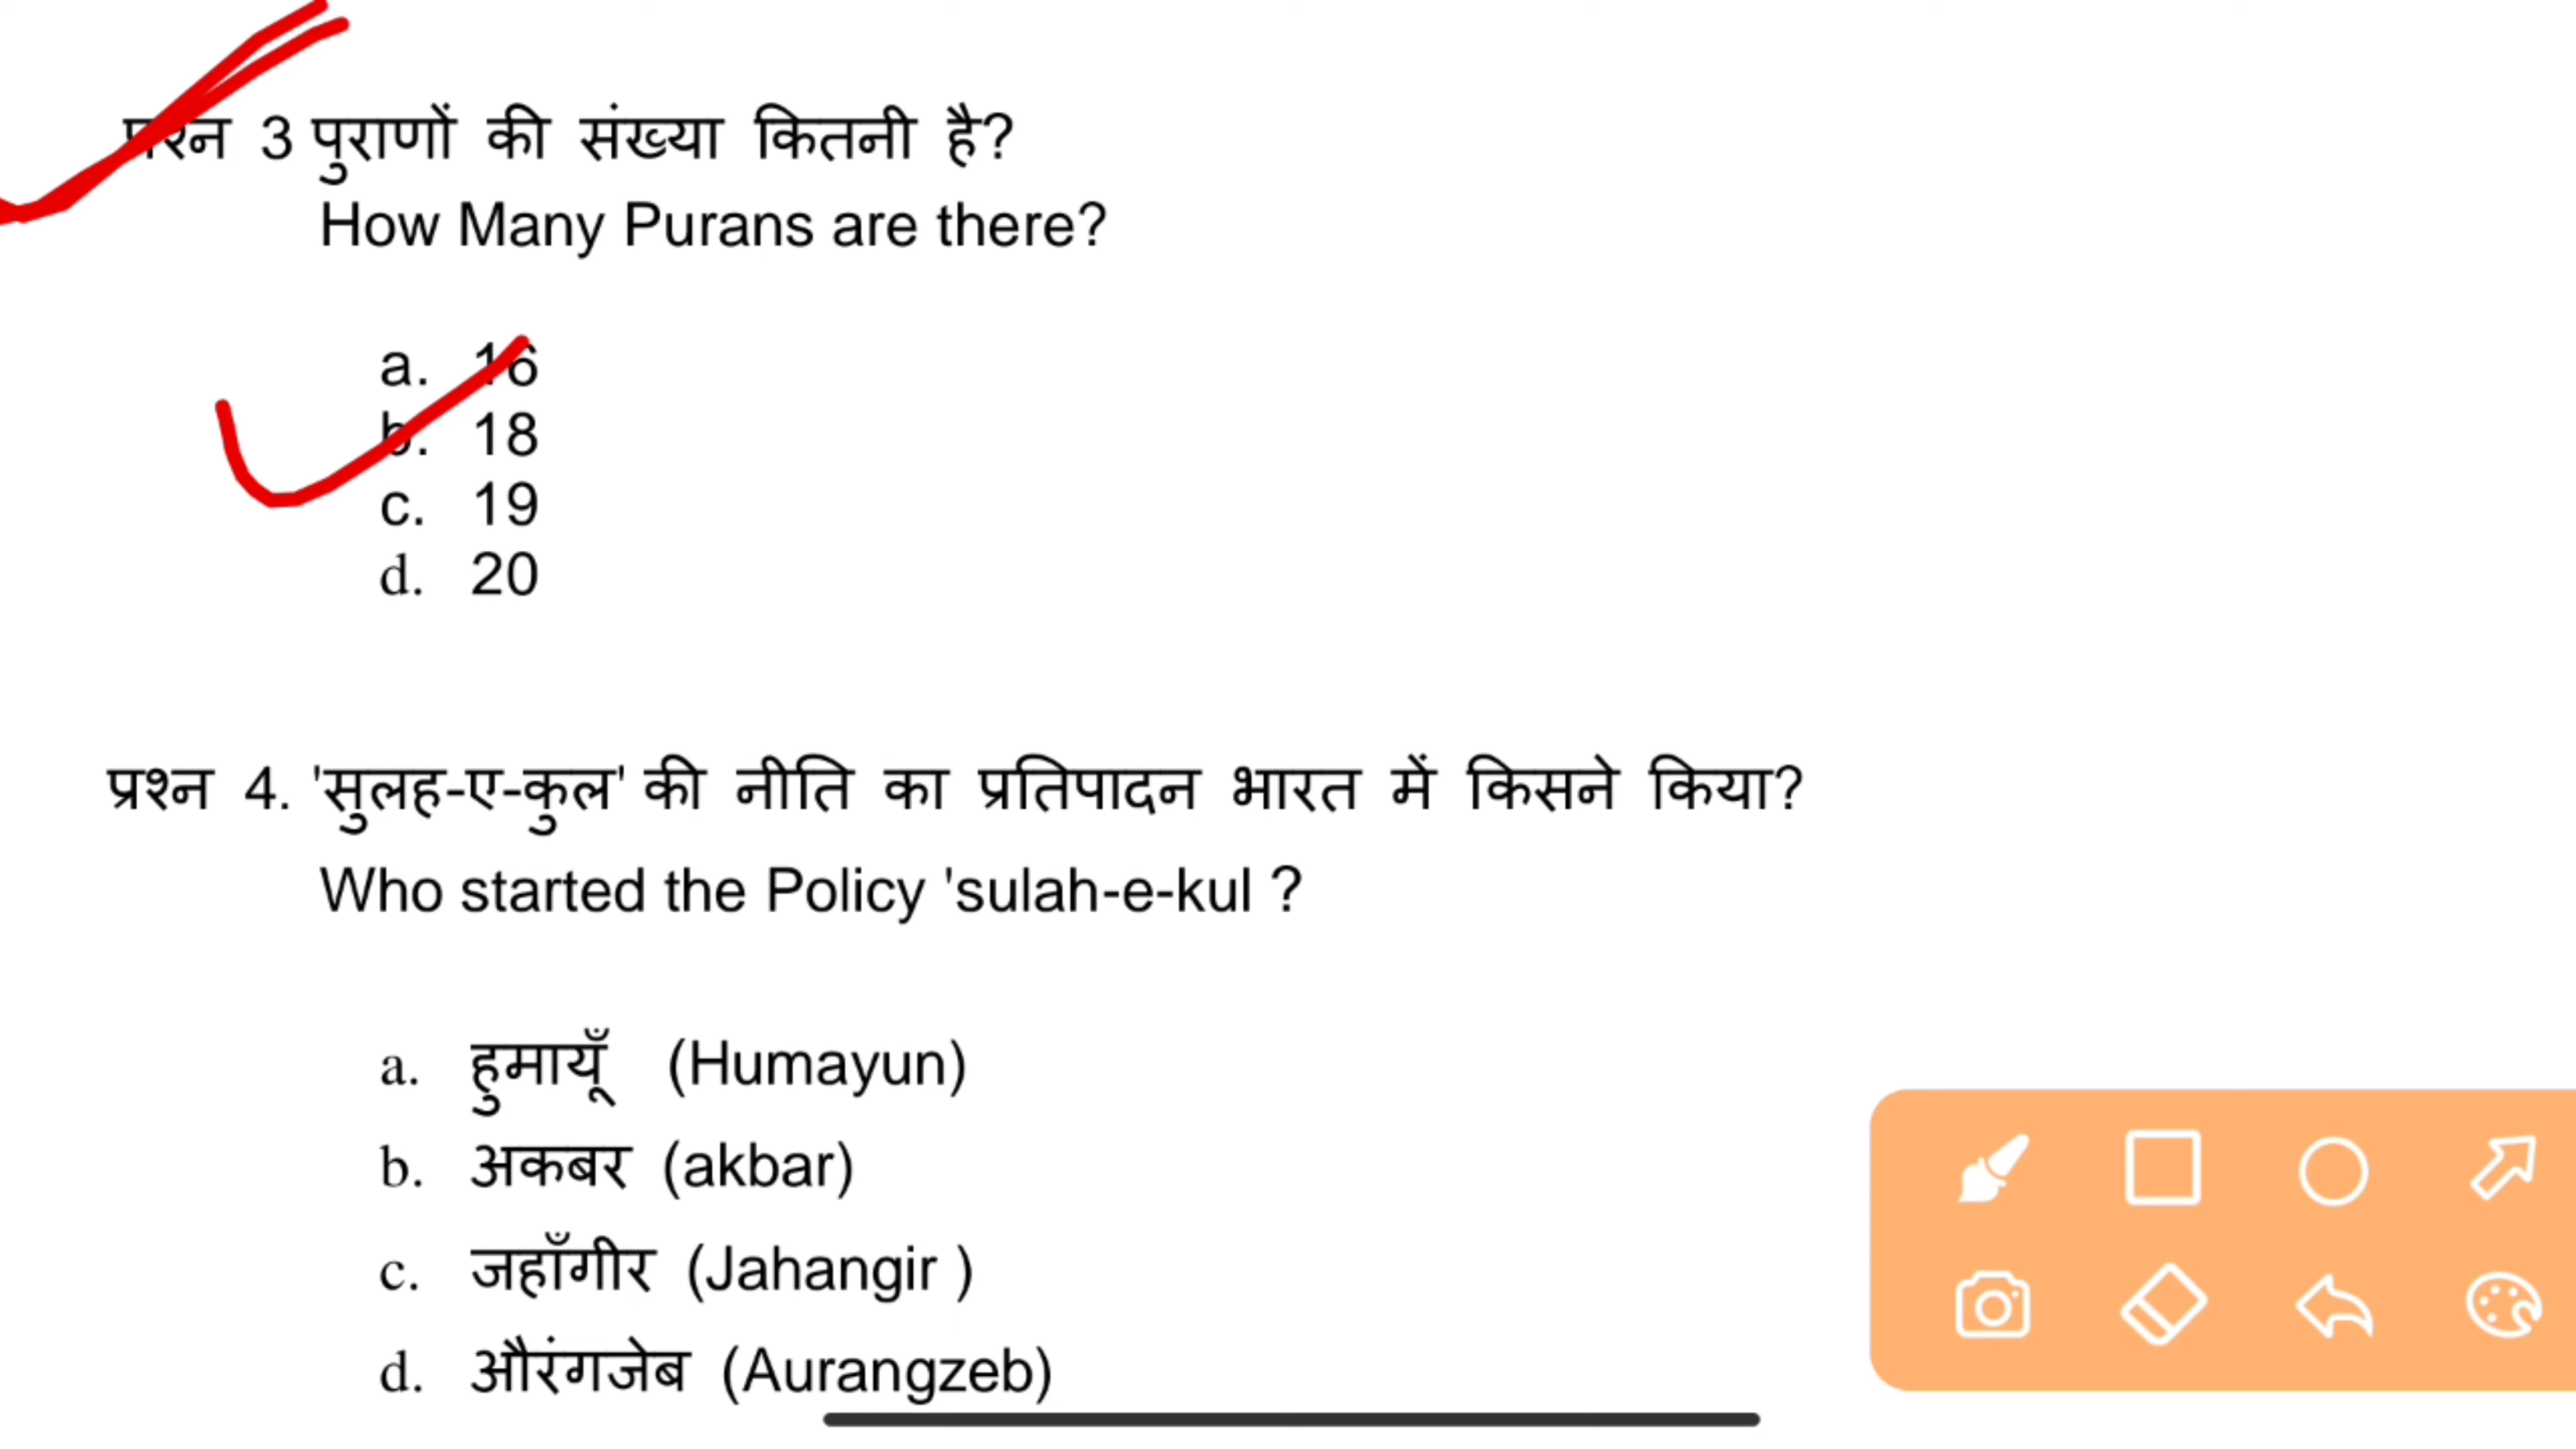 प्रश्न 3 पुराणों की संख्या कितनी है?
How Many Purans are there?
a. 16
b. 18
c. 19
d. 20
प्रश्न 4. 'सुलह-ए-कुल' की नीति का प्रतिपादन भारत में किसने किया?
Who started the Policy 'sulah-e-kul ?
a. हुमायूँ (Humayun)
b. अकबर (akbar)
c. जहाँगीर (Jahangir )
d. औरंगजेब (Aurangzeb)